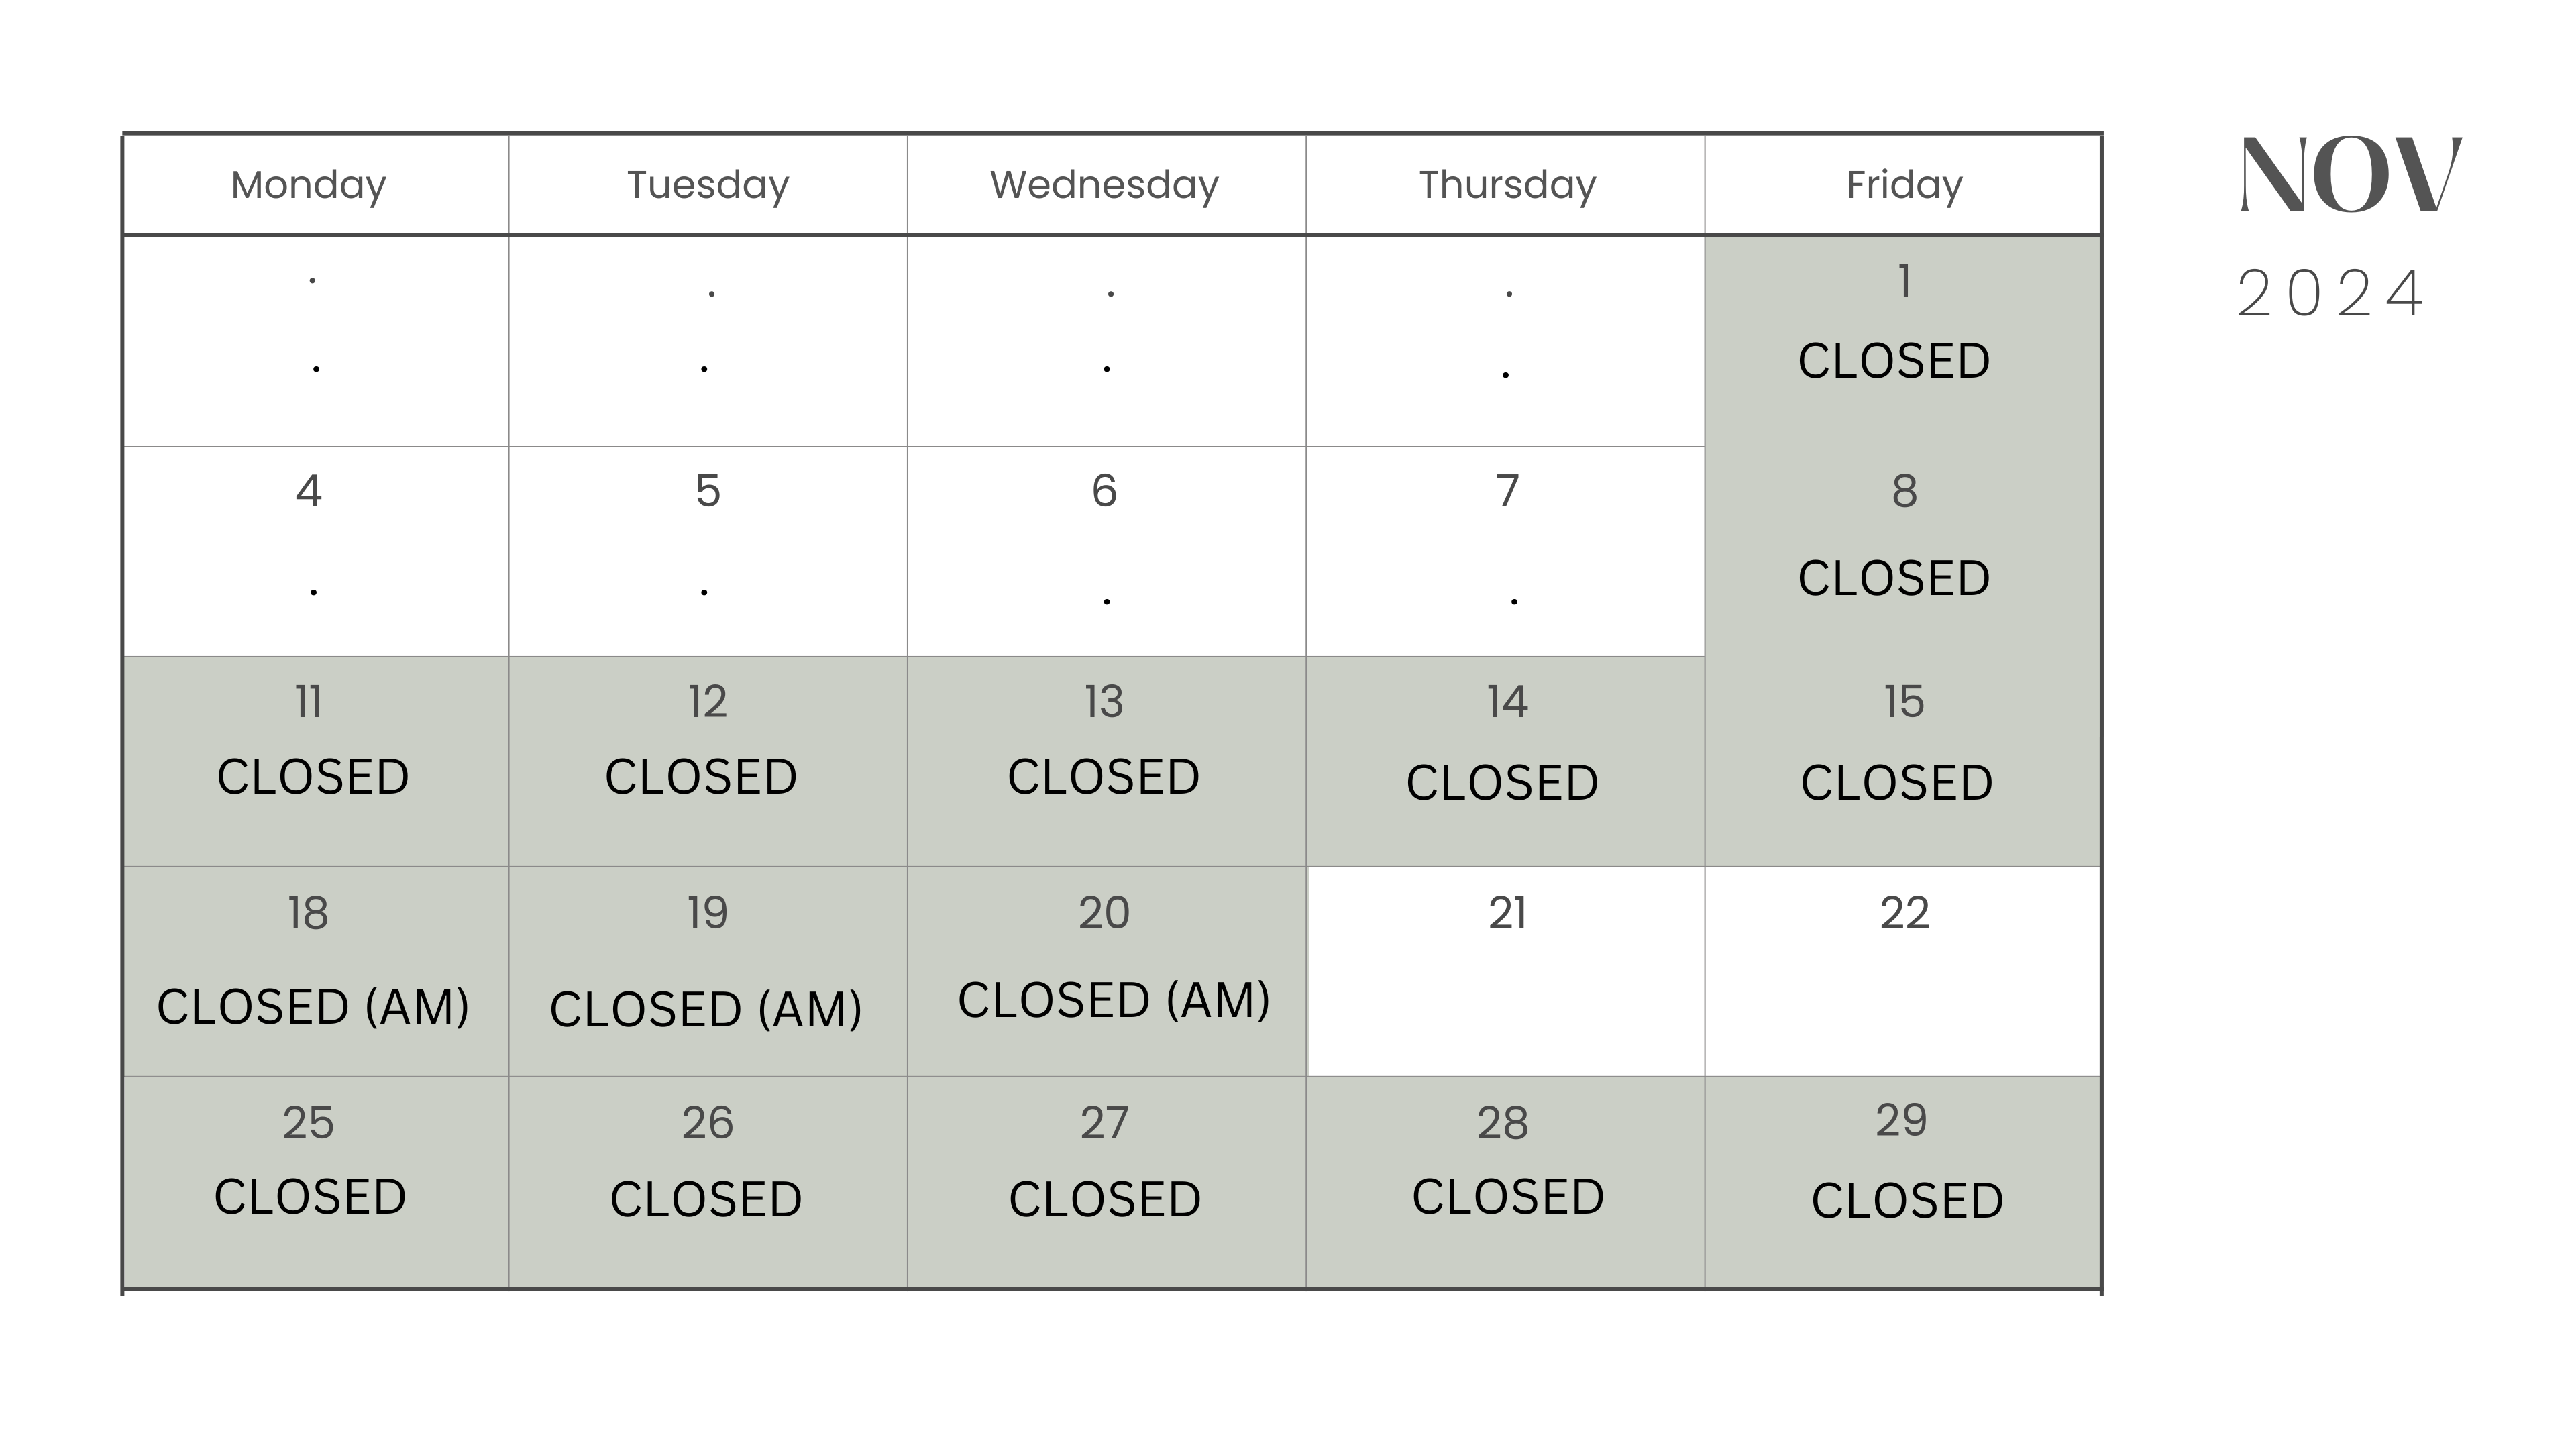 NOV
2024
Monday Tuesday Wednesday Thursday Friday
. . . . 1
. . . . CLOSED
4 5 6 7 8
. . . . CLOSED
11 12 13 14 15
CLOSED CLOSED CLOSED CLOSED CLOSED
18 19 20 21 22
CLOSED (AM) CLOSED (AM) CLOSED (AM)
25 26 27 28 29
CLOSED CLOSED CLOSED CLOSED CLOSED